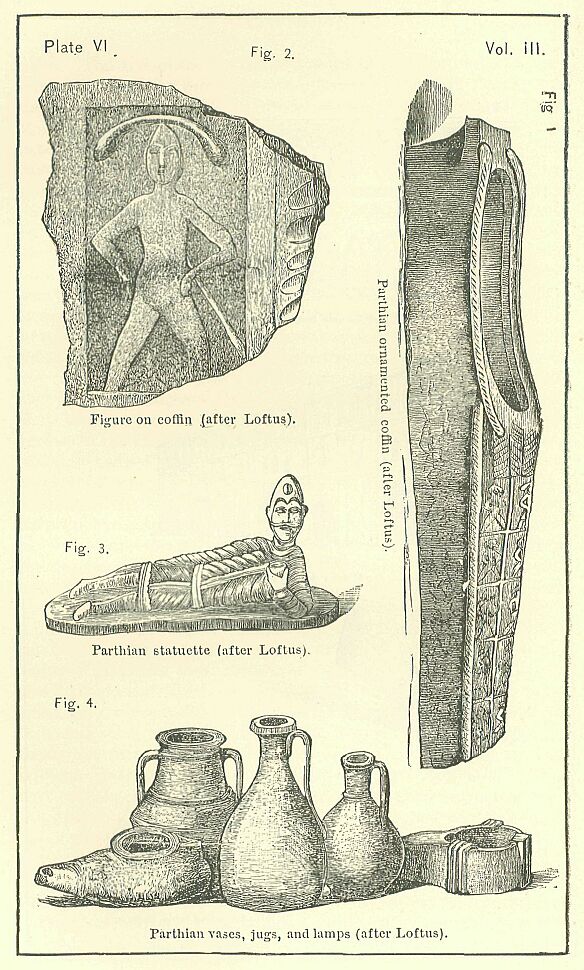 Plate VI.
Fig. 2.
Vol. iii.
Fig 1
Figure on coffin (after Loftus).
Parthian ornamented coffin (after Loftus).
Fig. 3.
Parthian statuette (after Loftus).
Fig. 4.
Parthian vases, jugs, and lamps (after Loftus).